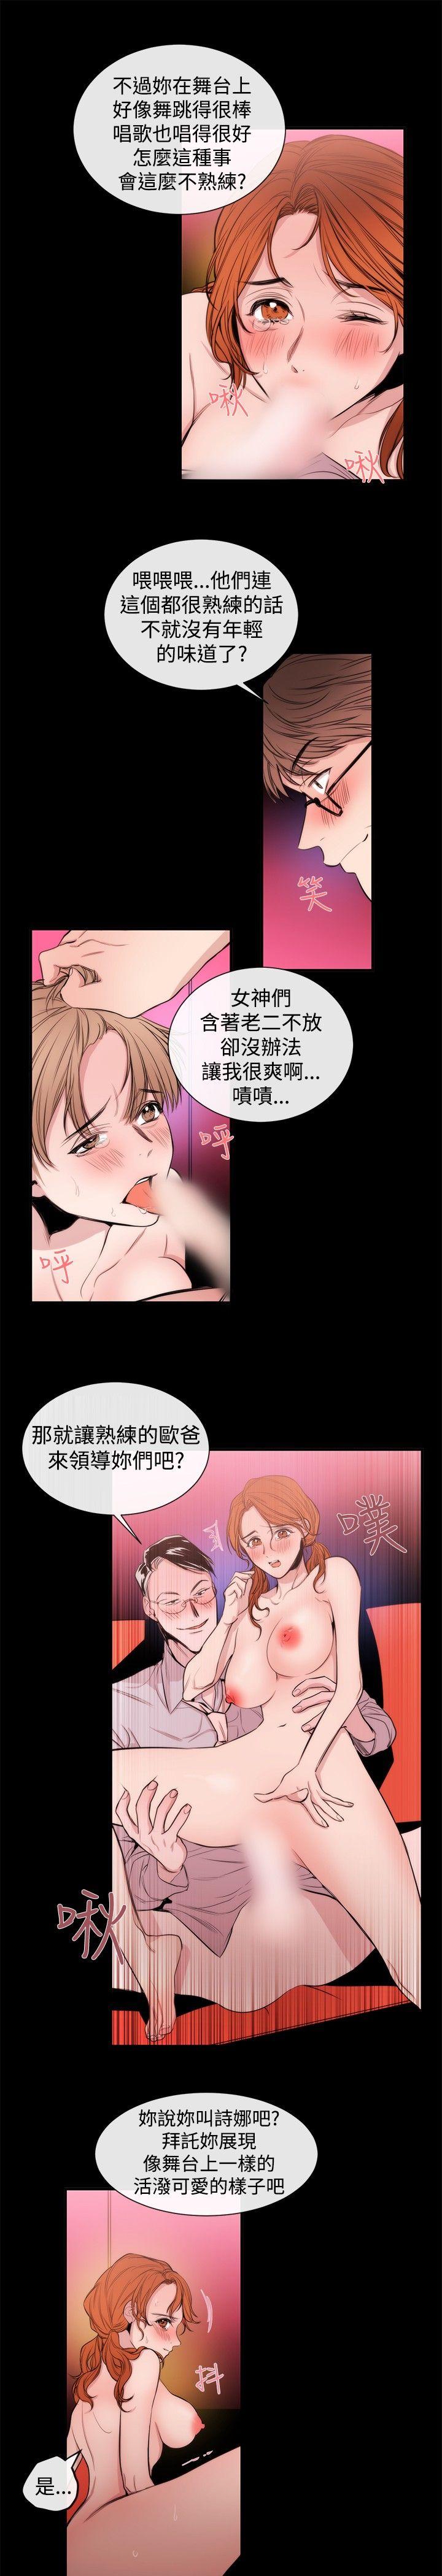 不過妳在舞台上
好像舞跳得很棒
唱歌也唱得很好
怎麼這種事
會這麼不熟練?
啾
啾
喂喂喂…他們連
這個都很熟練的話
不就沒有年輕
的味道了?
笑
女神們
含著老二不放
卻沒辦法
讓我很爽啊…
嘖嘖…
呼
呼
那就讓熟練的歐爸
來領導妳們吧?
噗
啾
妳說妳叫詩娜吧?
拜託妳展現
像舞台上一樣的
活潑可愛的樣子吧
抖
是…